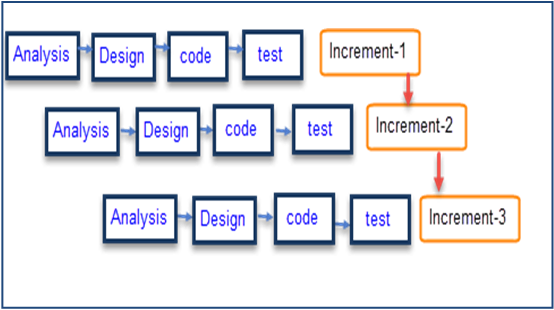 Analysis Design code test Increment-1
Analysis Design code test Increment-2
Analysis Design code test Increment-3